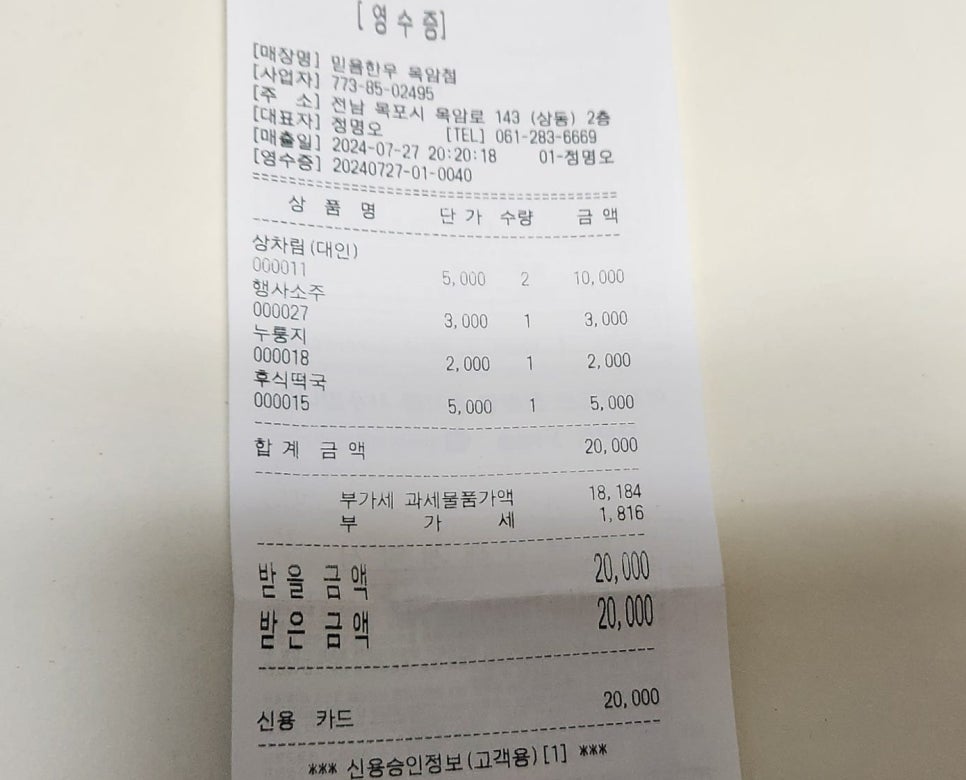 [영수증]
[매장명] 믿음한우 옥암점
[사업자] 773-85-02495
[주 소] 전남 목포시 옥암로 143 (상동) 2층
[대표자] 정명오 [TEL] 061-283-6669
[매출일] 2024-07-27 20:20:18 01-정명오
[영수증] 20240727-01-0040
상 품 명 단 가 수량 금 액
상차림(대인)
000011 5,000 2 10,000
행사소주
000027 3,000 1 3,000
누룽지
000018 2,000 1 2,000
후식떡국
000015 5,000 1 5,000
합 계 금 액 20,000
부가세 과세물품가액 18,184
부 가 세 1,816
받 을 금 액 20,000
받 은 금 액 20,000
신용 카드 20,000
*** 신용승인정보(고객용)[1] ***